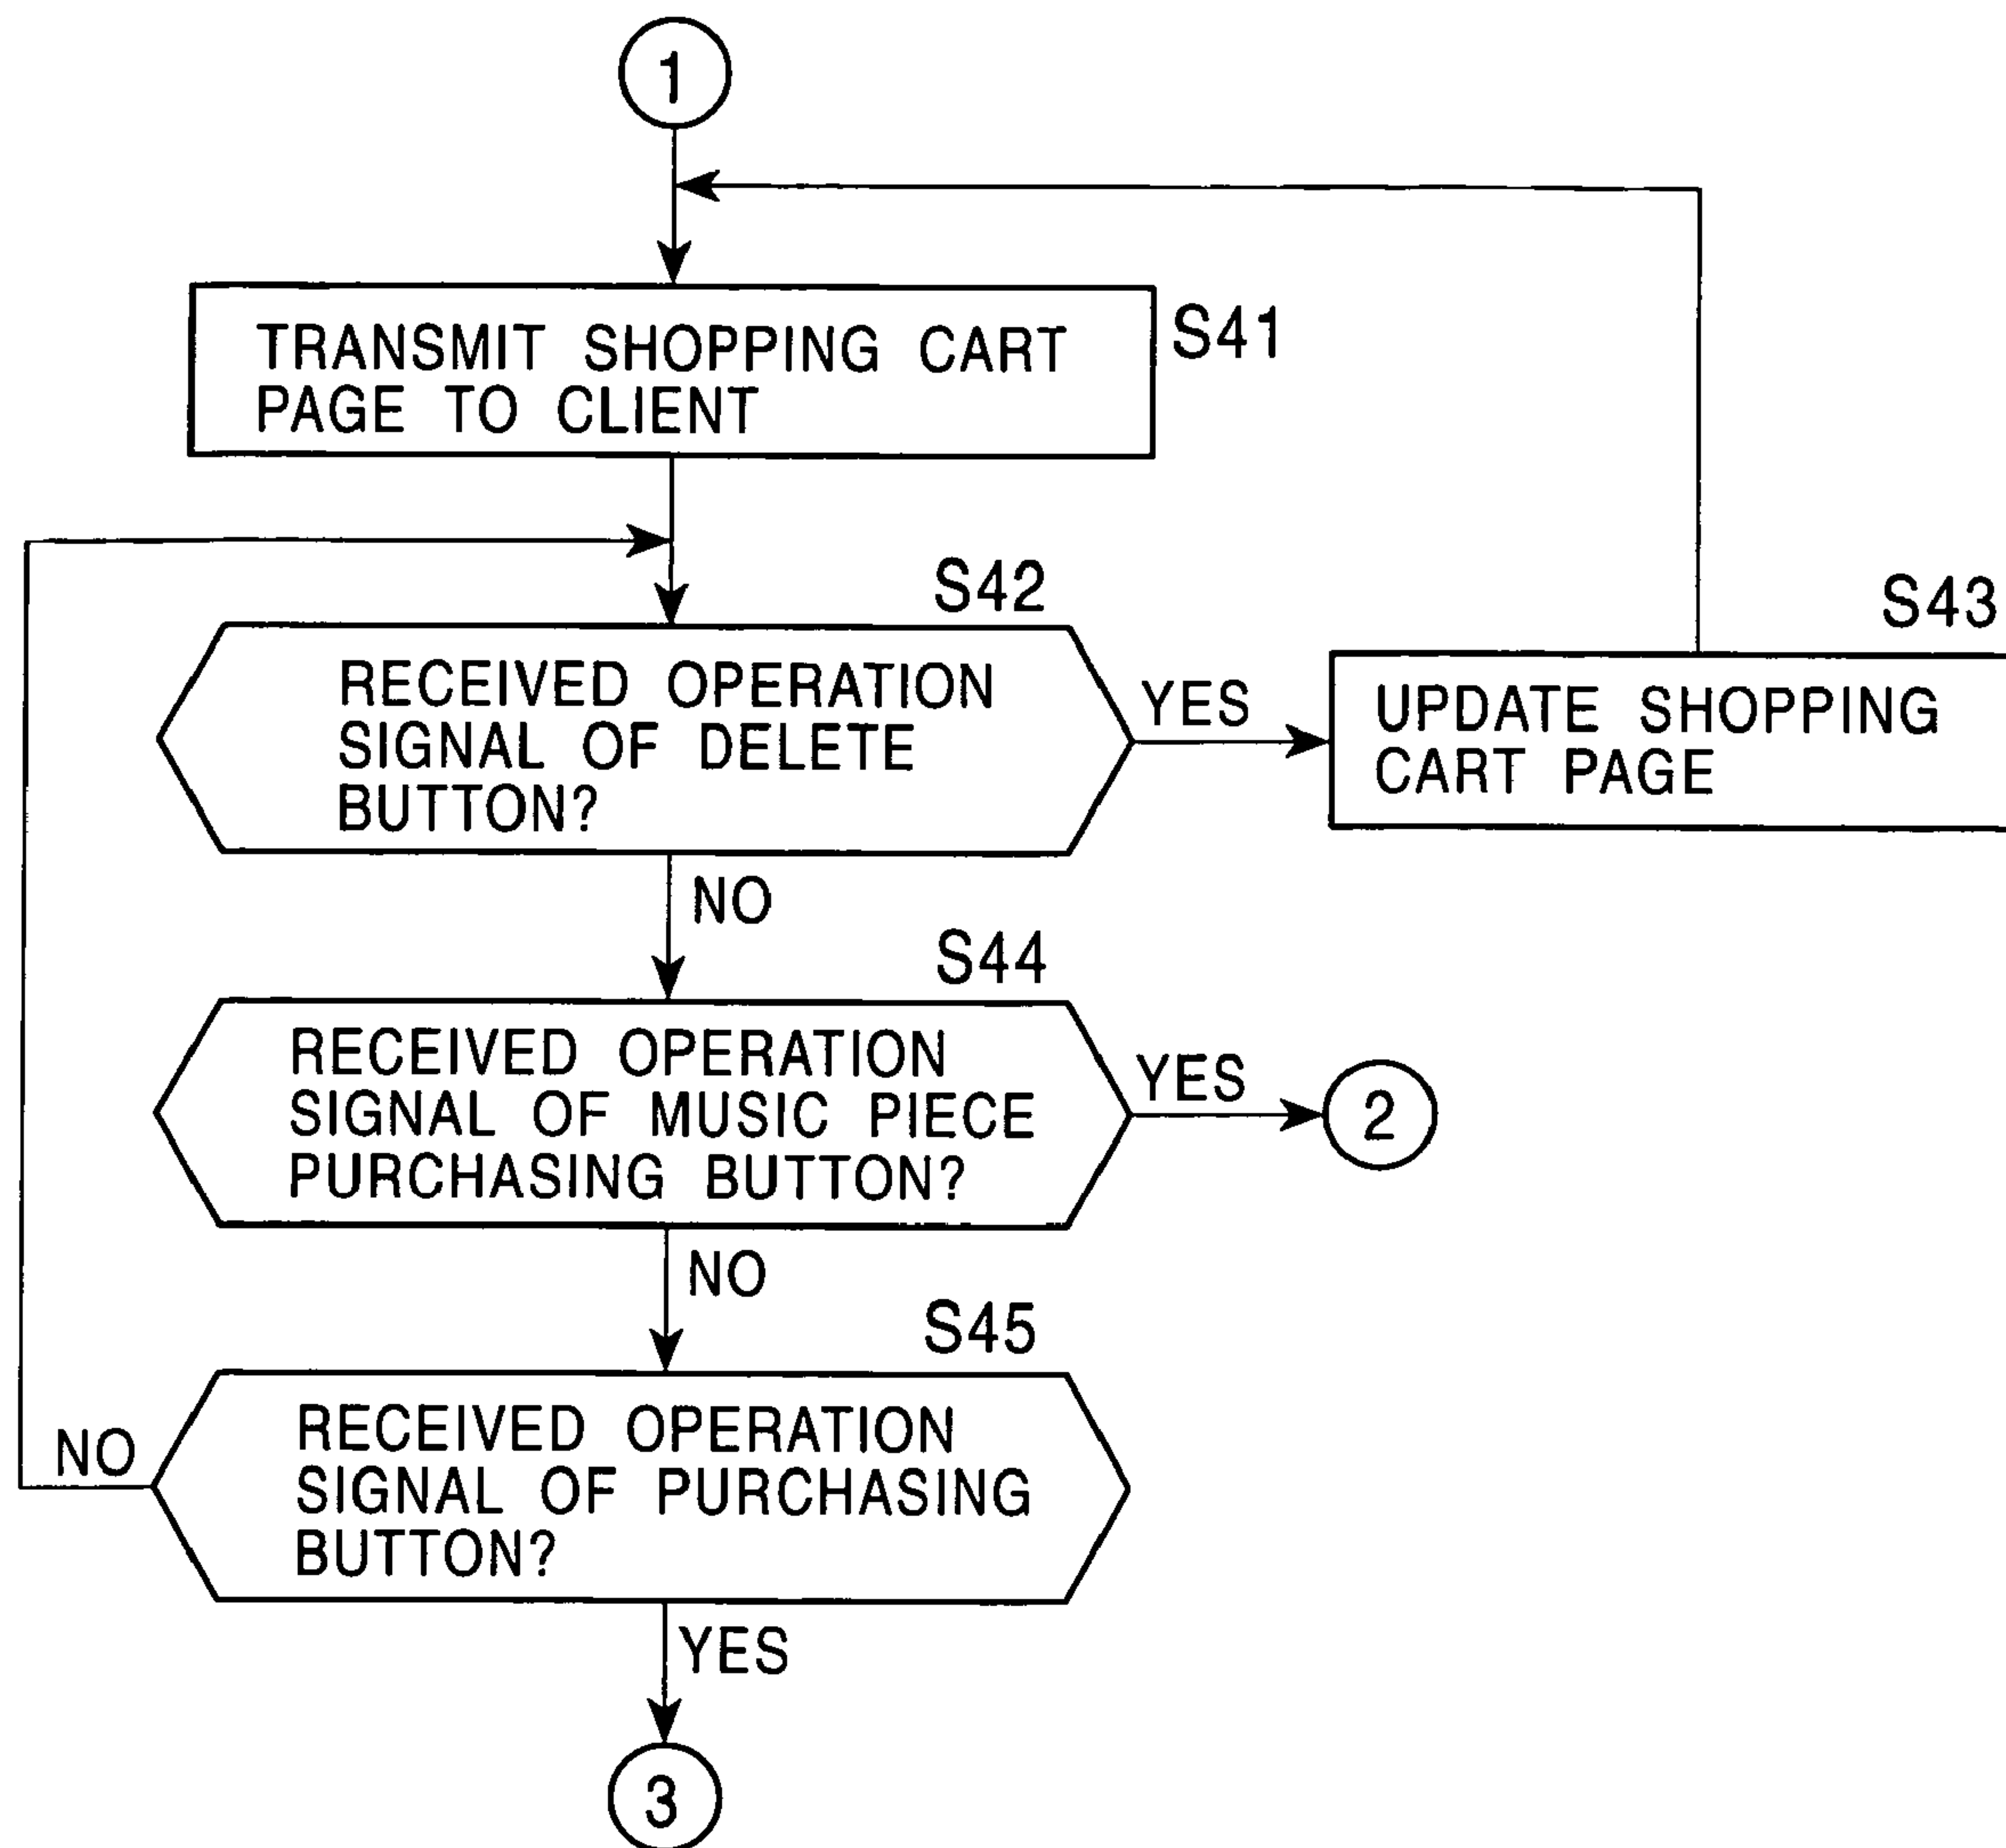 1
TRANSMIT SHOPPING CART
PAGE TO CLIENT
S41
S42
RECEIVED OPERATION
SIGNAL OF DELETE
BUTTON?
YES
S43
UPDATE SHOPPING
CART PAGE
NO
S44
RECEIVED OPERATION
SIGNAL OF MUSIC PIECE
PURCHASING BUTTON?
YES
2
NO
S45
RECEIVED OPERATION
SIGNAL OF PURCHASING
BUTTON?
NO
YES
3